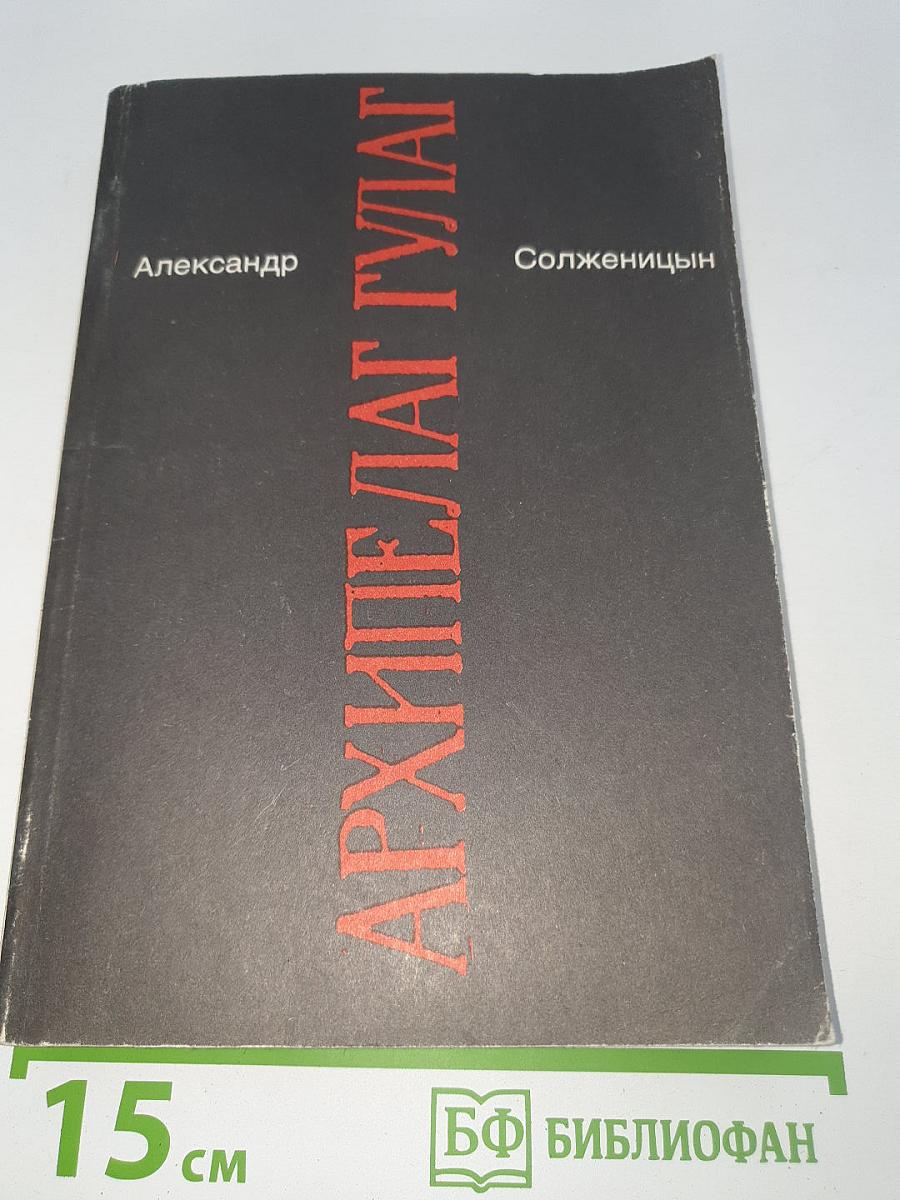 Александр
Солженицын
АРХИПЕЛАГ ГУЛАГ
15 см
БФ БИБЛИОФАН